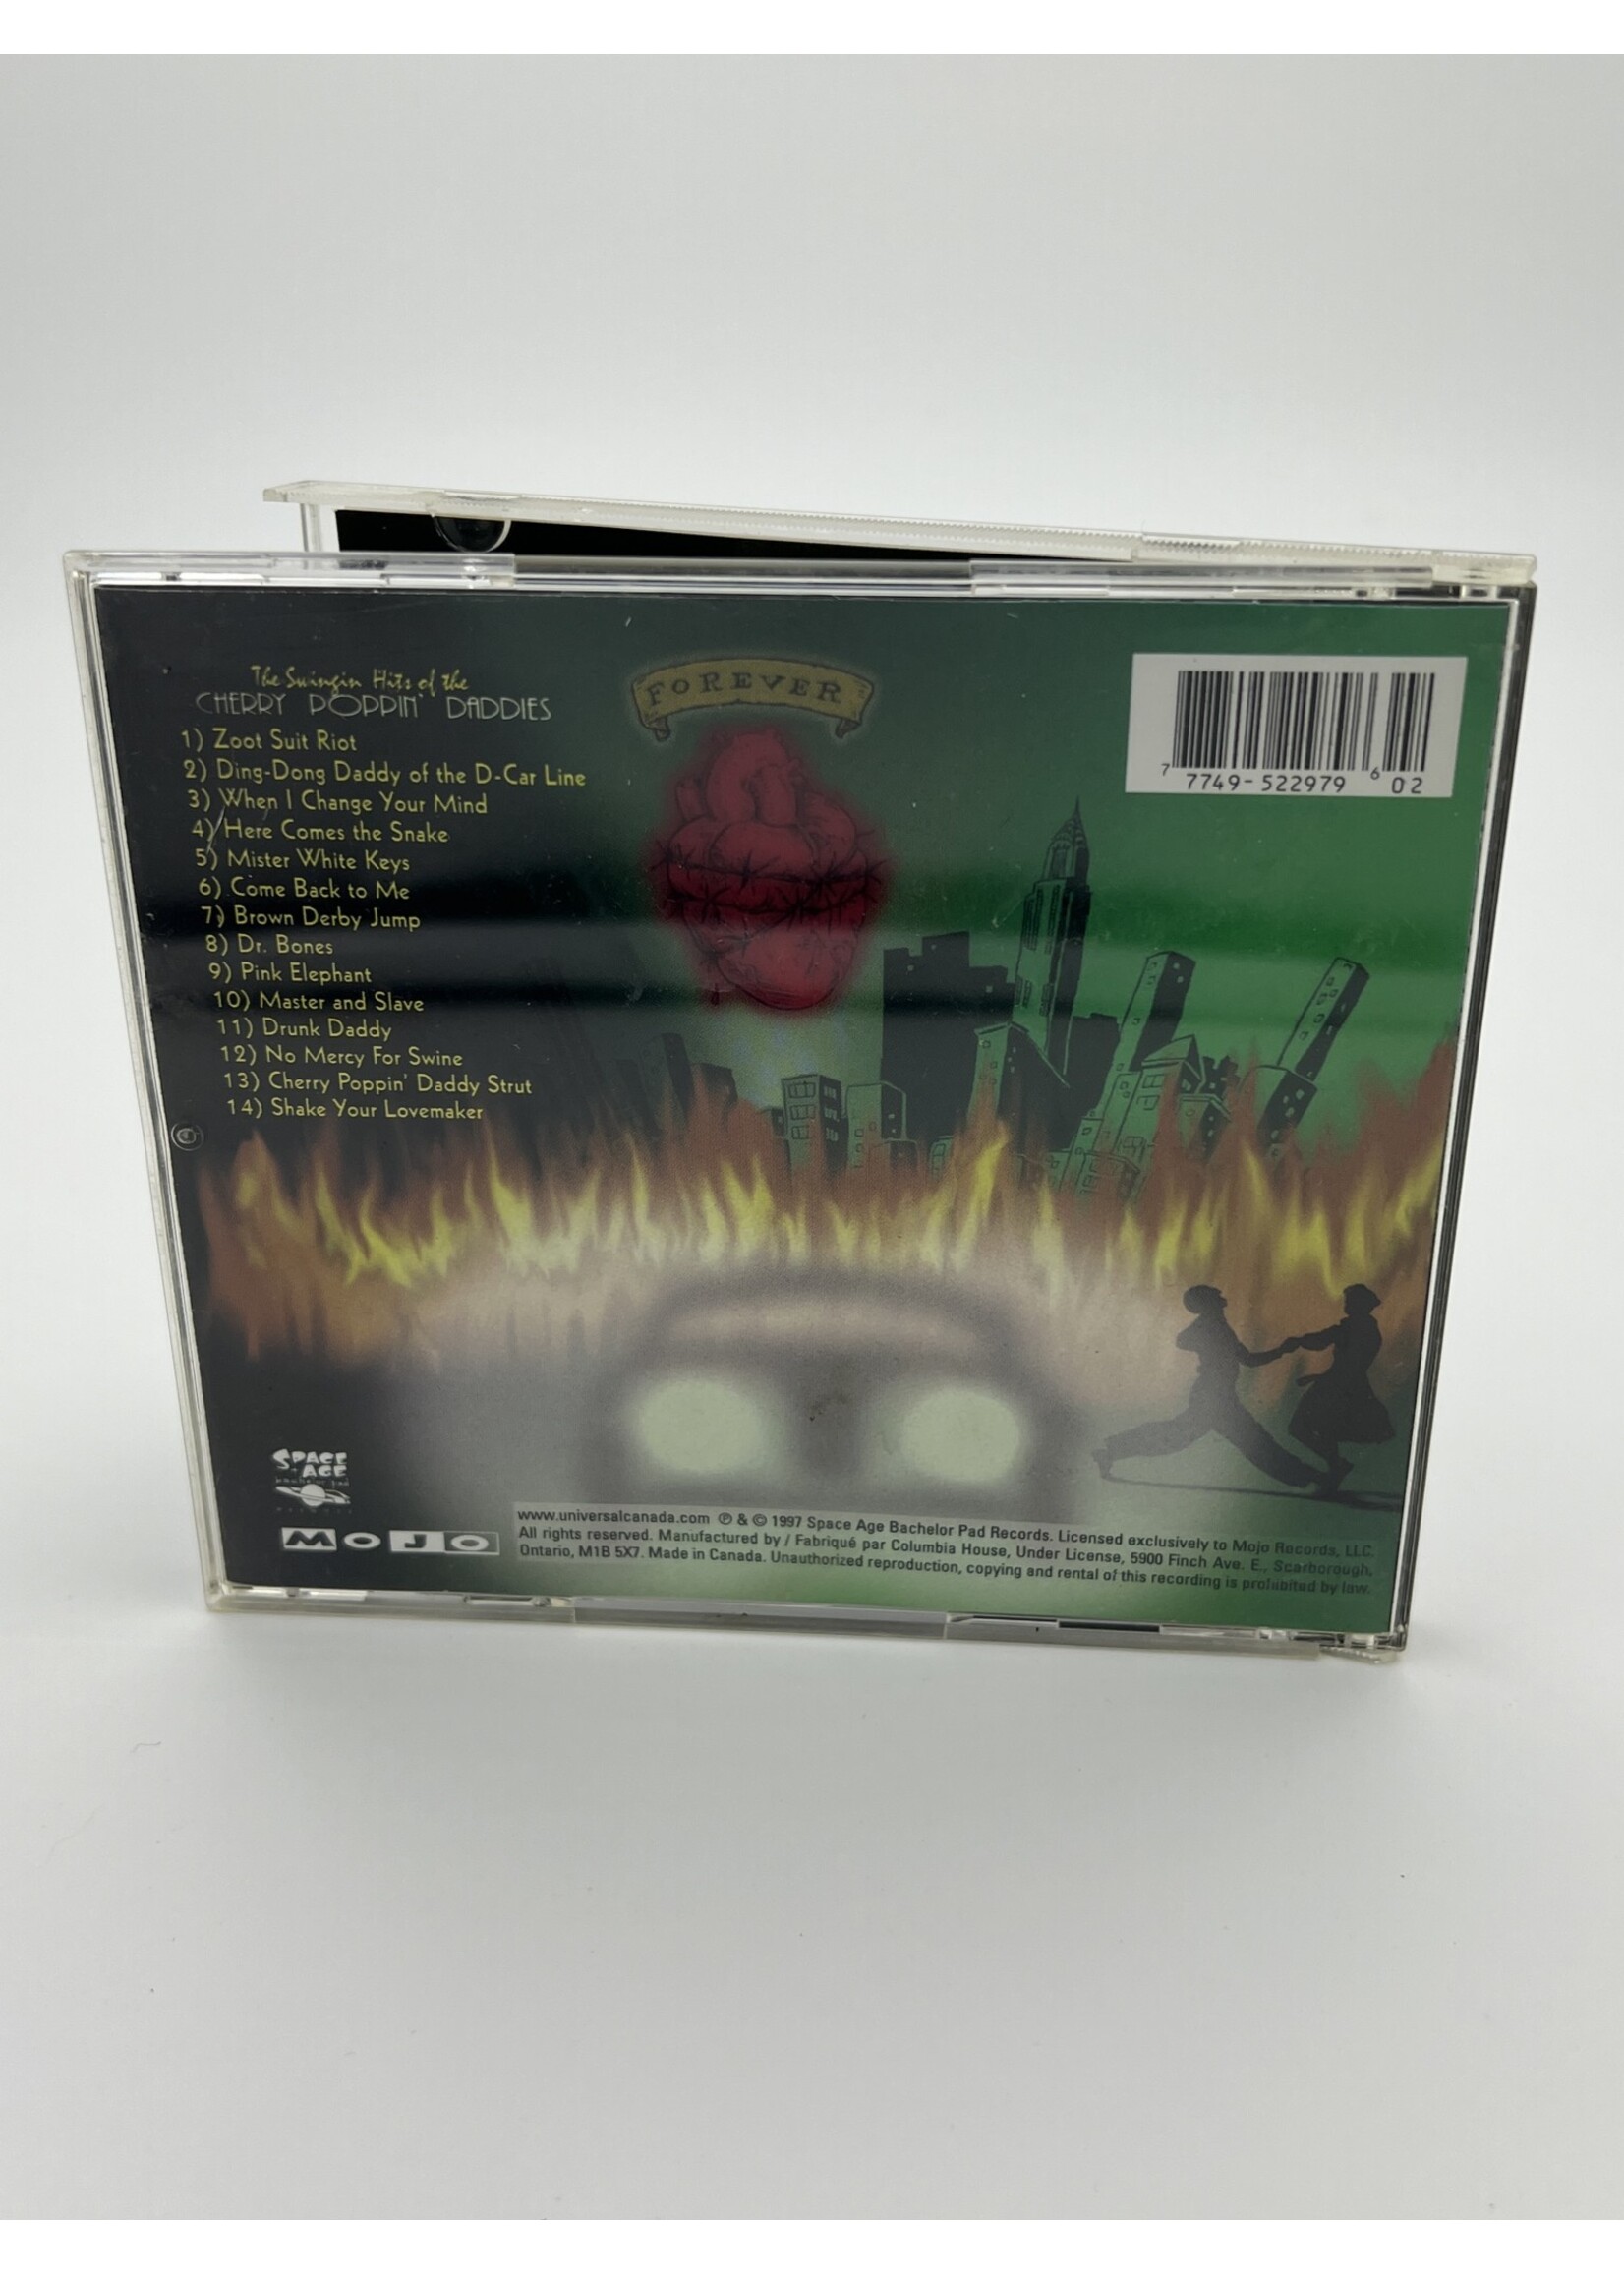 The Swingin Hits of the
CHERRY POPPIN' DADDIES
1) Zoot Suit Riot
2) Ding-Dong Daddy of the D-Car Line
3) When I Change Your Mind
4) Here Comes the Snake
5) Mister White Keys
6) Come Back to Me
7) Brown Derby Jump
8) Dr. Bones
9) Pink Elephant
10) Master and Slave
11) Drunk Daddy
12) No Mercy For Swine
13) Cherry Poppin' Daddy Strut
14) Shake Your Lovemaker
FOREVER
7 7749-522979 6 02
SPACE
AGE
bachelor pad
MOJO
www.universalcanada.com ℗ & © 1997 Space Age Bachelor Pad Records. Licensed exclusively to Mojo Records, LLC.
All rights reserved. Manufactured by / Fabriqué par Columbia House, Under License, 5900 Finch Ave. E., Scarborough,
Ontario, M1B 5X7. Made in Canada. Unauthorized reproduction, copying and rental of this recording is prohibited by law.